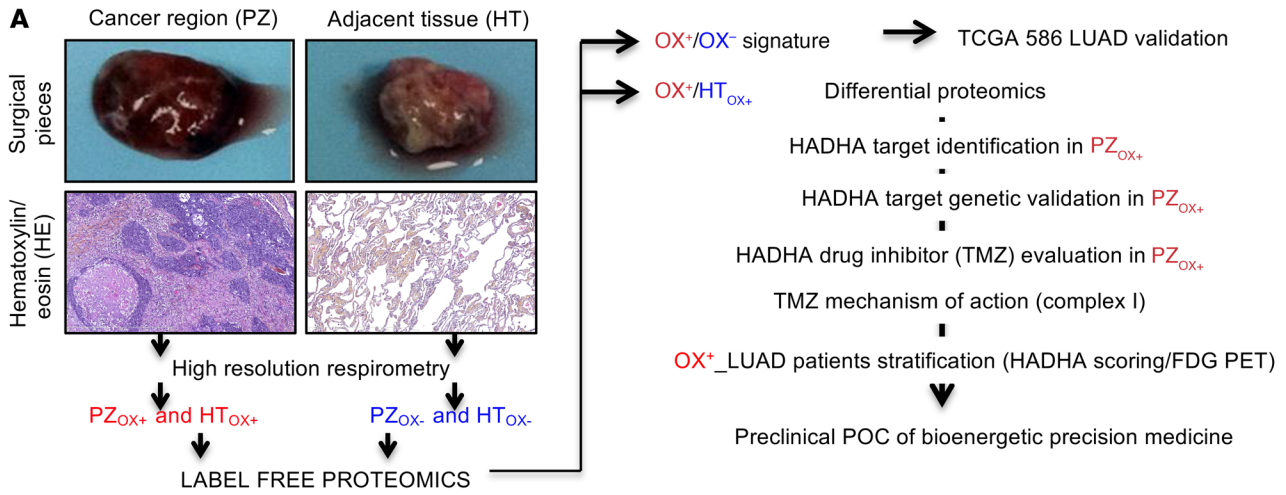 A
Cancer region (PZ)
Adjacent tissue (HT)
Surgical
pieces
Hematoxylin/
eosin (HE)
High resolution respirometry
PZOX+ and HTOX+
PZOX- and HTOX-
LABEL FREE PROTEOMICS
OX+/OX– signature
TCGA 586 LUAD validation
OX+/HTOX+
Differential proteomics
HADHA target identification in PZOX+
HADHA target genetic validation in PZOX+
HADHA drug inhibitor (TMZ) evaluation in PZOX+
TMZ mechanism of action (complex I)
OX+_LUAD patients stratification (HADHA scoring/FDG PET)
Preclinical POC of bioenergetic precision medicine